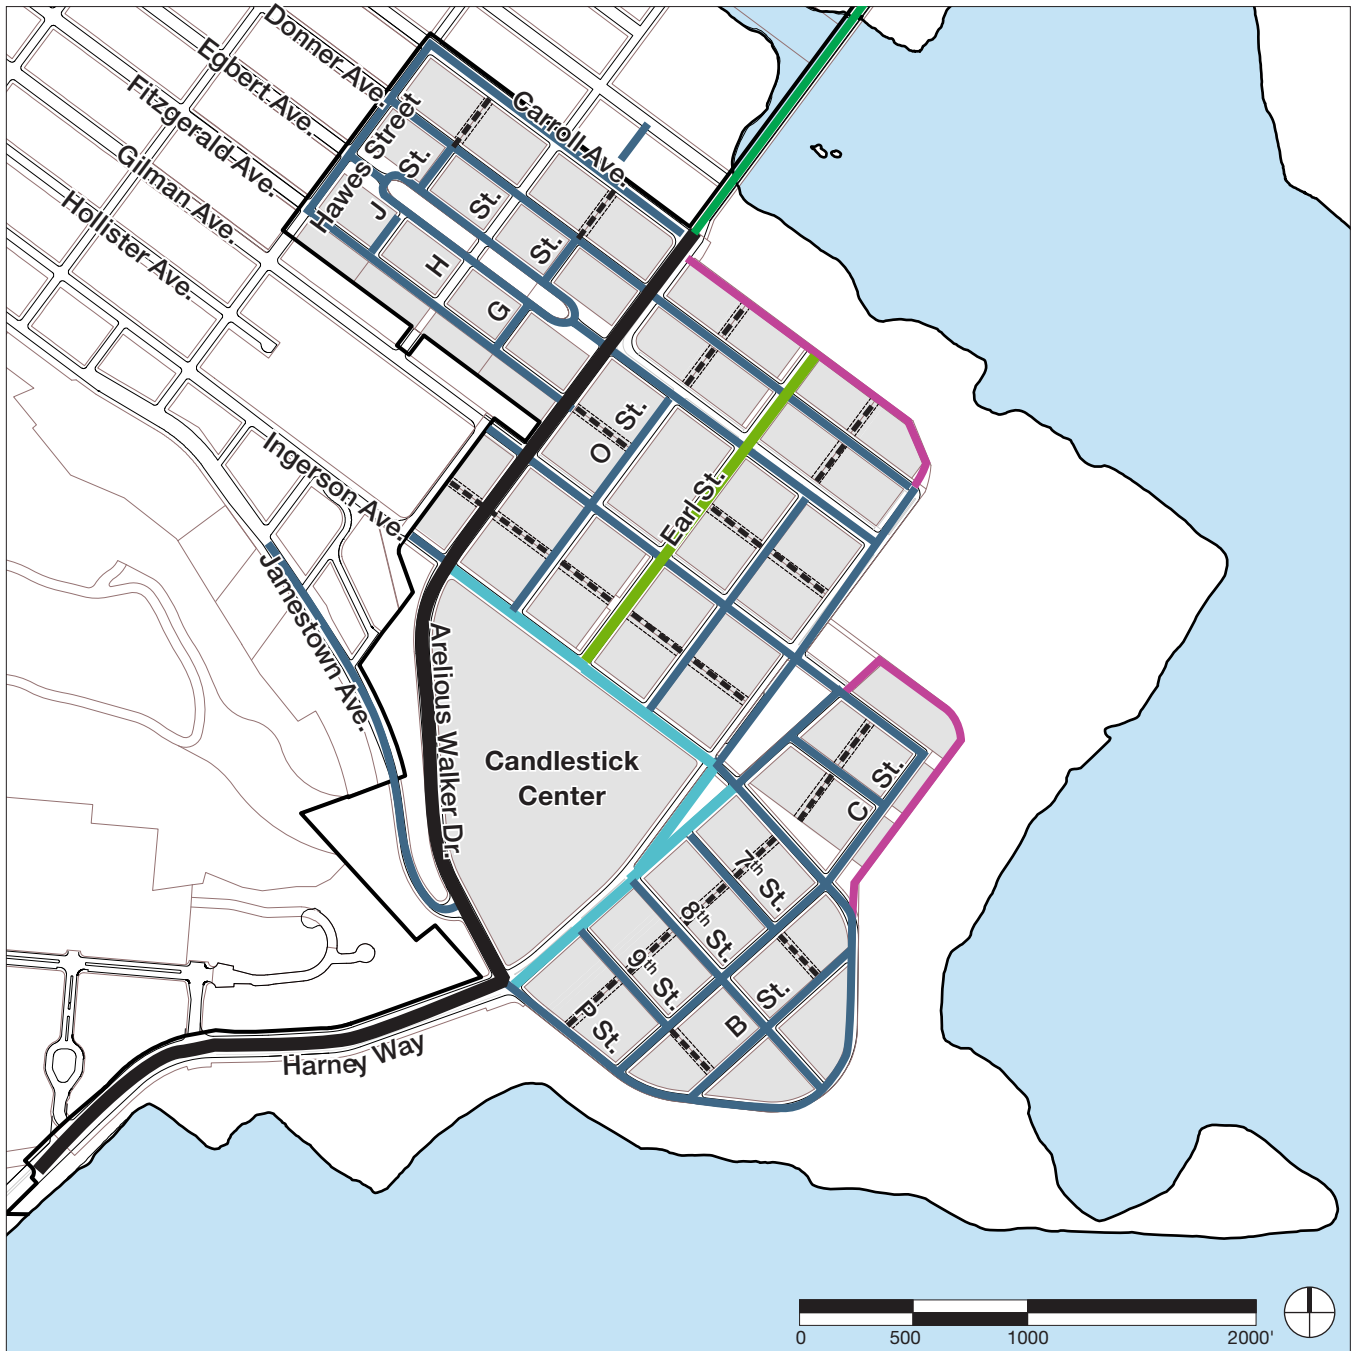 Donner Ave.
Egbert Ave.
Fitzgerald Ave.
Gilman Ave.
Hollister Ave.
Carroll Ave.
Hawes Street
J St.
H St.
G St.
O St.
Earl St.
Ingerson Ave.
Jamestown Ave.
Arelious Walker Dr.
Candlestick
Center
C St.
7th St.
8th St.
9th St.
P St.
B St.
Harney Way
0 500 1000 2000'